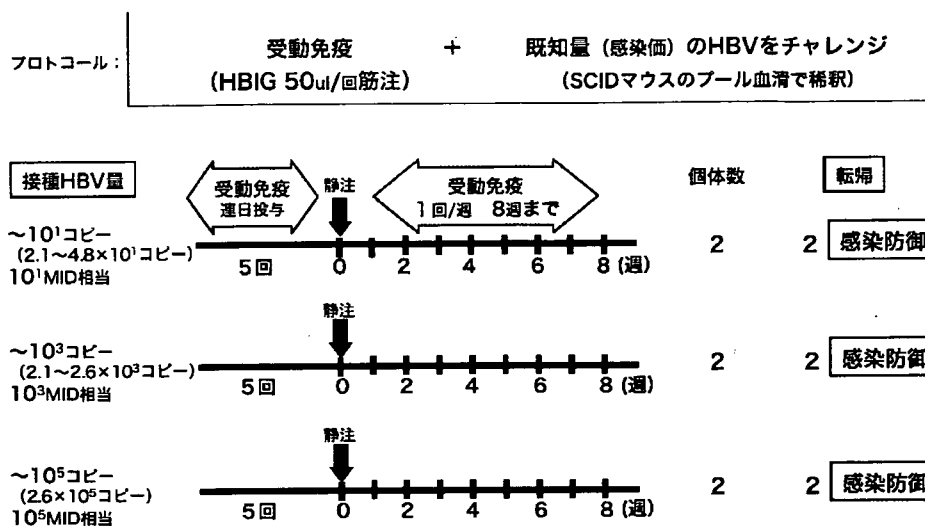 プロトコール：
受動免疫 + 既知量（感染価）のHBVをチャレンジ
（HBIG 50ul/回筋注） （SCIDマウスのプール血清で稀釈）
接種HBV量 受動免疫 連日投与 静注 受動免疫 1回/週 8週まで 個体数 転帰
～10¹コピー
（2.1～4.8×10¹コピー）
10¹MID相当
5回 0 2 4 6 8 (週) 2 2 感染防御
静注
～10³コピー
（2.1～2.6×10³コピー）
10³MID相当
5回 0 2 4 6 8 (週) 2 2 感染防御
静注
～10⁵コピー
（2.6×10⁵コピー）
10⁵MID相当
5回 0 2 4 6 8 (週) 2 2 感染防御